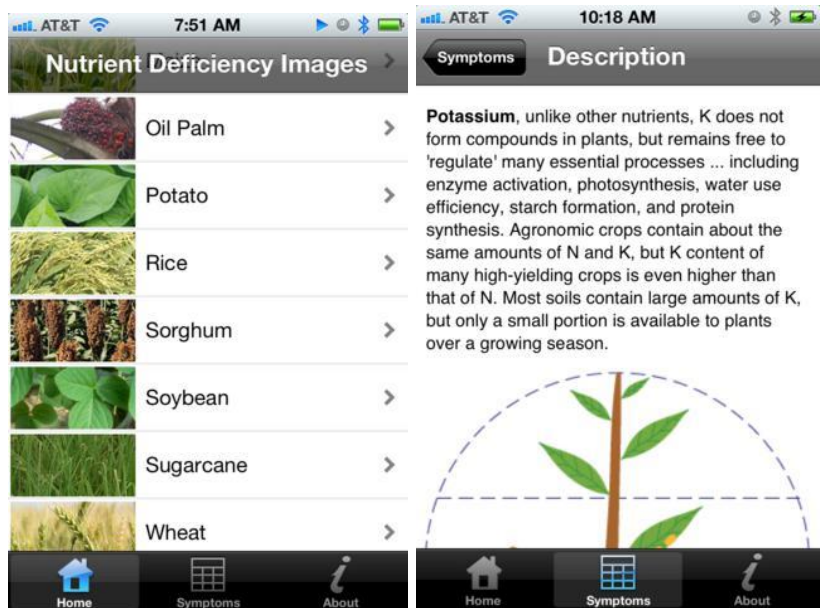 AT&T 7:51 AM
Nutrient Deficiency Images
Oil Palm
Potato
Rice
Sorghum
Soybean
Sugarcane
Wheat
Home Symptoms About
AT&T 10:18 AM
Symptoms Description
Potassium, unlike other nutrients, K does not
form compounds in plants, but remains free to
'regulate' many essential processes ... including
enzyme activation, photosynthesis, water use
efficiency, starch formation, and protein
synthesis. Agronomic crops contain about the
same amounts of N and K, but K content of
many high-yielding crops is even higher than
that of N. Most soils contain large amounts of K,
but only a small portion is available to plants
over a growing season.
Home Symptoms About